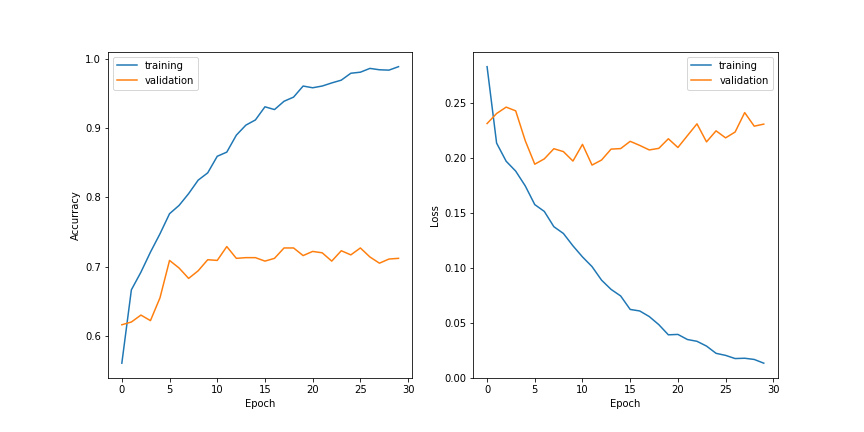 training
validation
1.0
0.9
0.8
0.7
0.6
Accurracy
0 5 10 15 20 25 30
Epoch
training
validation
0.25
0.20
0.15
0.10
0.05
0.00
Loss
0 5 10 15 20 25 30
Epoch